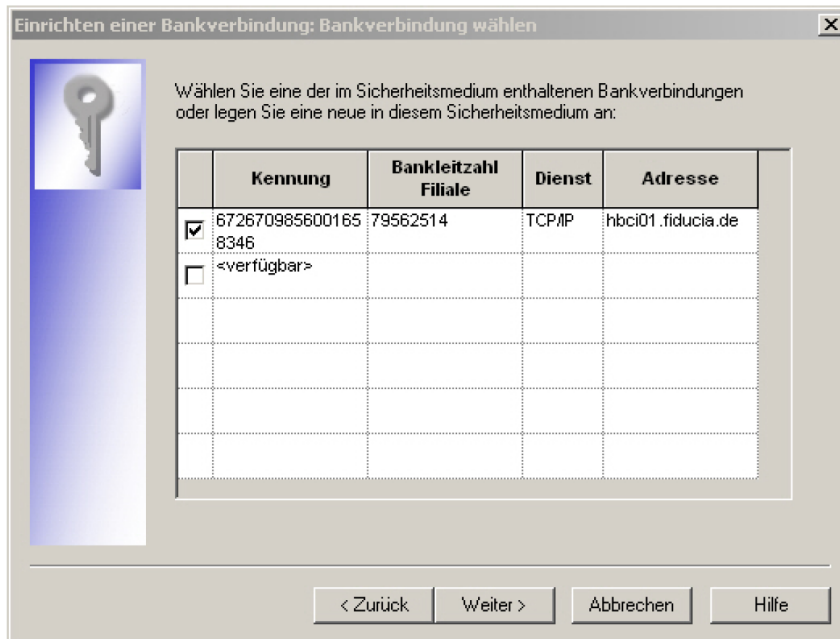 Einrichten einer Bankverbindung: Bankverbindung wählen
Wählen Sie eine der im Sicherheitsmedium enthaltenen Bankverbindungen
oder legen Sie eine neue in diesem Sicherheitsmedium an:
Kennung Bankleitzahl Filiale Dienst Adresse
672670985600165 79562514 TCP/IP hbci01.fiducia.de
8346
<verfügbar>
< Zurück Weiter > Abbrechen Hilfe